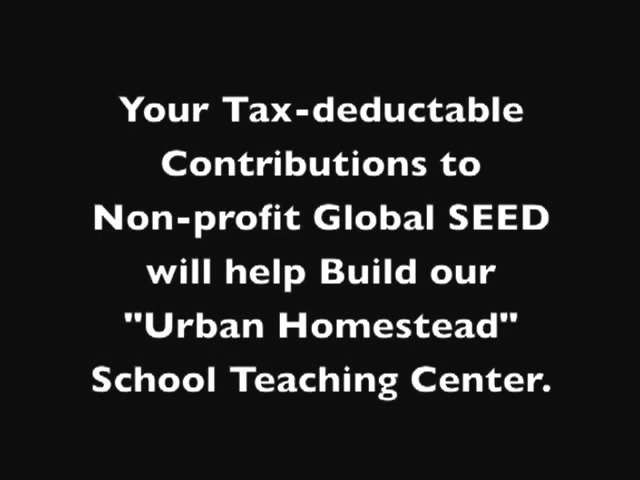 Your Tax-deductable
Contributions to
Non-profit Global SEED
will help Build our
"Urban Homestead"
School Teaching Center.